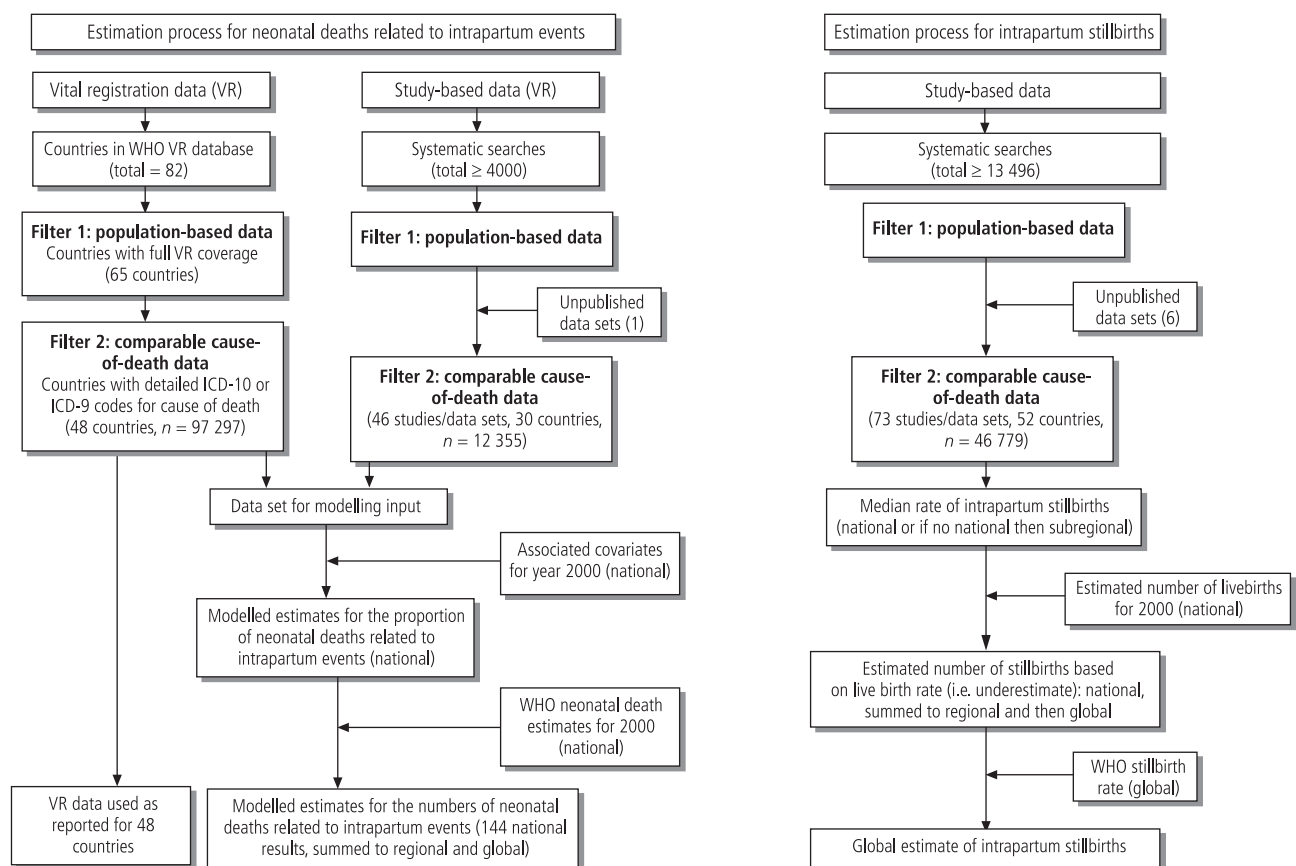 Estimation process for neonatal deaths related to intrapartum events
Vital registration data (VR)
Countries in WHO VR database
(total = 82)
Filter 1: population-based data
Countries with full VR coverage
(65 countries)
Filter 2: comparable cause-
of-death data
Countries with detailed ICD-10 or
ICD-9 codes for cause of death
(48 countries, n = 97 297)
Study-based data (VR)
Systematic searches
(total ≥ 4000)
Filter 1: population-based data
Unpublished
data sets (1)
Filter 2: comparable cause-
of-death data
(46 studies/data sets, 30 countries,
n = 12 355)
Data set for modelling input
Associated covariates
for year 2000 (national)
Modelled estimates for the proportion
of neonatal deaths related to
intrapartum events (national)
WHO neonatal death
estimates for 2000
(national)
VR data used as
reported for 48
countries
Modelled estimates for the numbers of neonatal
deaths related to intrapartum events (144 national
results, summed to regional and global)
Estimation process for intrapartum stillbirths
Study-based data
Systematic searches
(total ≥ 13 496)
Filter 1: population-based data
Unpublished
data sets (6)
Filter 2: comparable cause-
of-death data
(73 studies/data sets, 52 countries,
n = 46 779)
Median rate of intrapartum stillbirths
(national or if no national then subregional)
Estimated number of livebirths
for 2000 (national)
Estimated number of stillbirths based
on live birth rate (i.e. underestimate): national,
summed to regional and then global
WHO stillbirth
rate (global)
Global estimate of intrapartum stillbirths